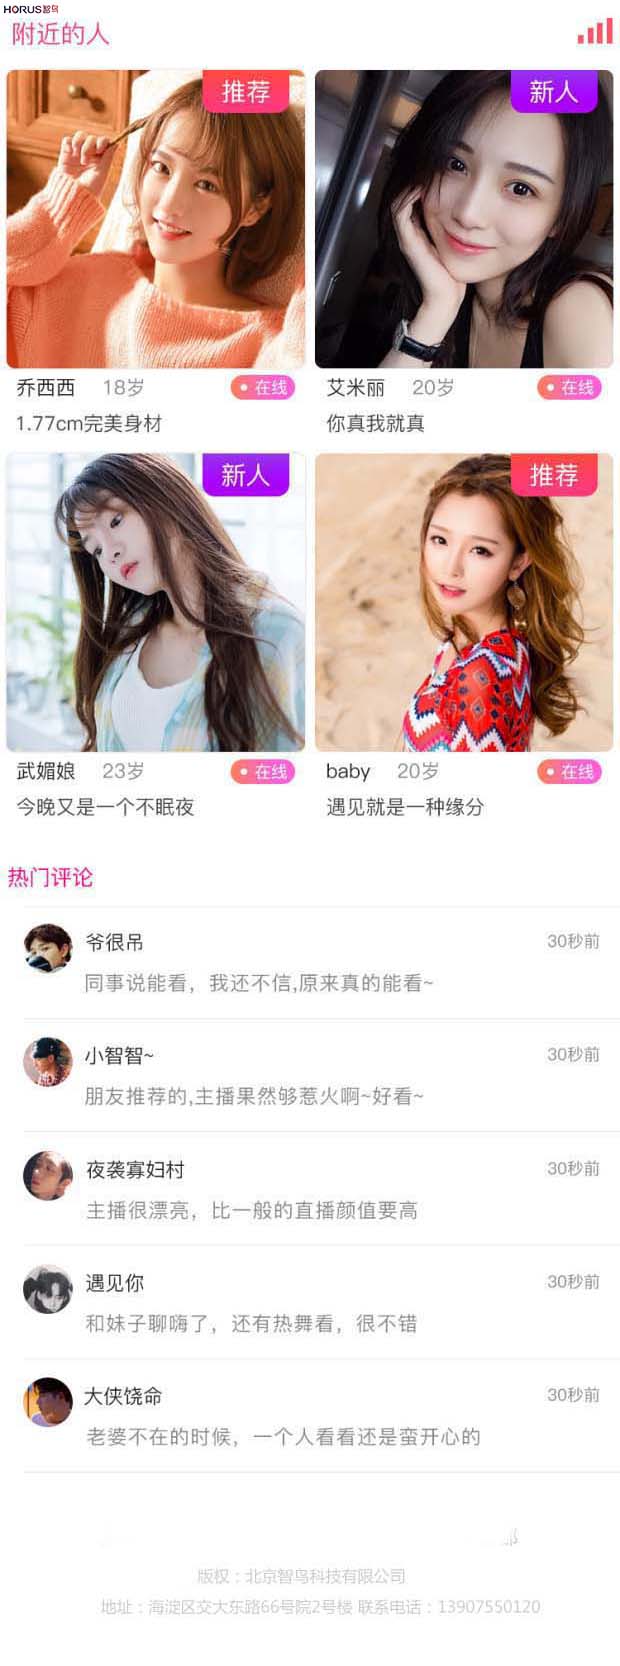 HORUS智鸟
附近的人
推荐
新人
乔西西 18岁 在线
艾米丽 20岁 在线
1.77cm完美身材
你真我就真
新人
推荐
武媚娘 23岁 在线
baby 20岁 在线
今晚又是一个不眠夜
遇见就是一种缘分
热门评论
爷很吊 30秒前
同事说能看，我还不信,原来真的能看~
小智智~ 30秒前
朋友推荐的,主播果然够惹火啊~好看~
夜袭寡妇村 30秒前
主播很漂亮，比一般的直播颜值要高
遇见你 30秒前
和妹子聊嗨了，还有热舞看，很不错
大侠饶命 30秒前
老婆不在的时候，一个人看看还是蛮开心的
版权：北京智鸟科技有限公司
地址：海淀区交大东路66号院2号楼 联系电话：13907550120